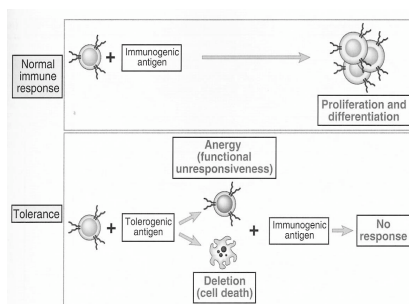 Normal
immune
response
+
Immunogenic
antigen
Proliferation and
differentiation
Tolerance
+
Tolerogenic
antigen
Anergy
(functional
unresponsiveness)
Deletion
(cell death)
+
Immunogenic
antigen
No
response